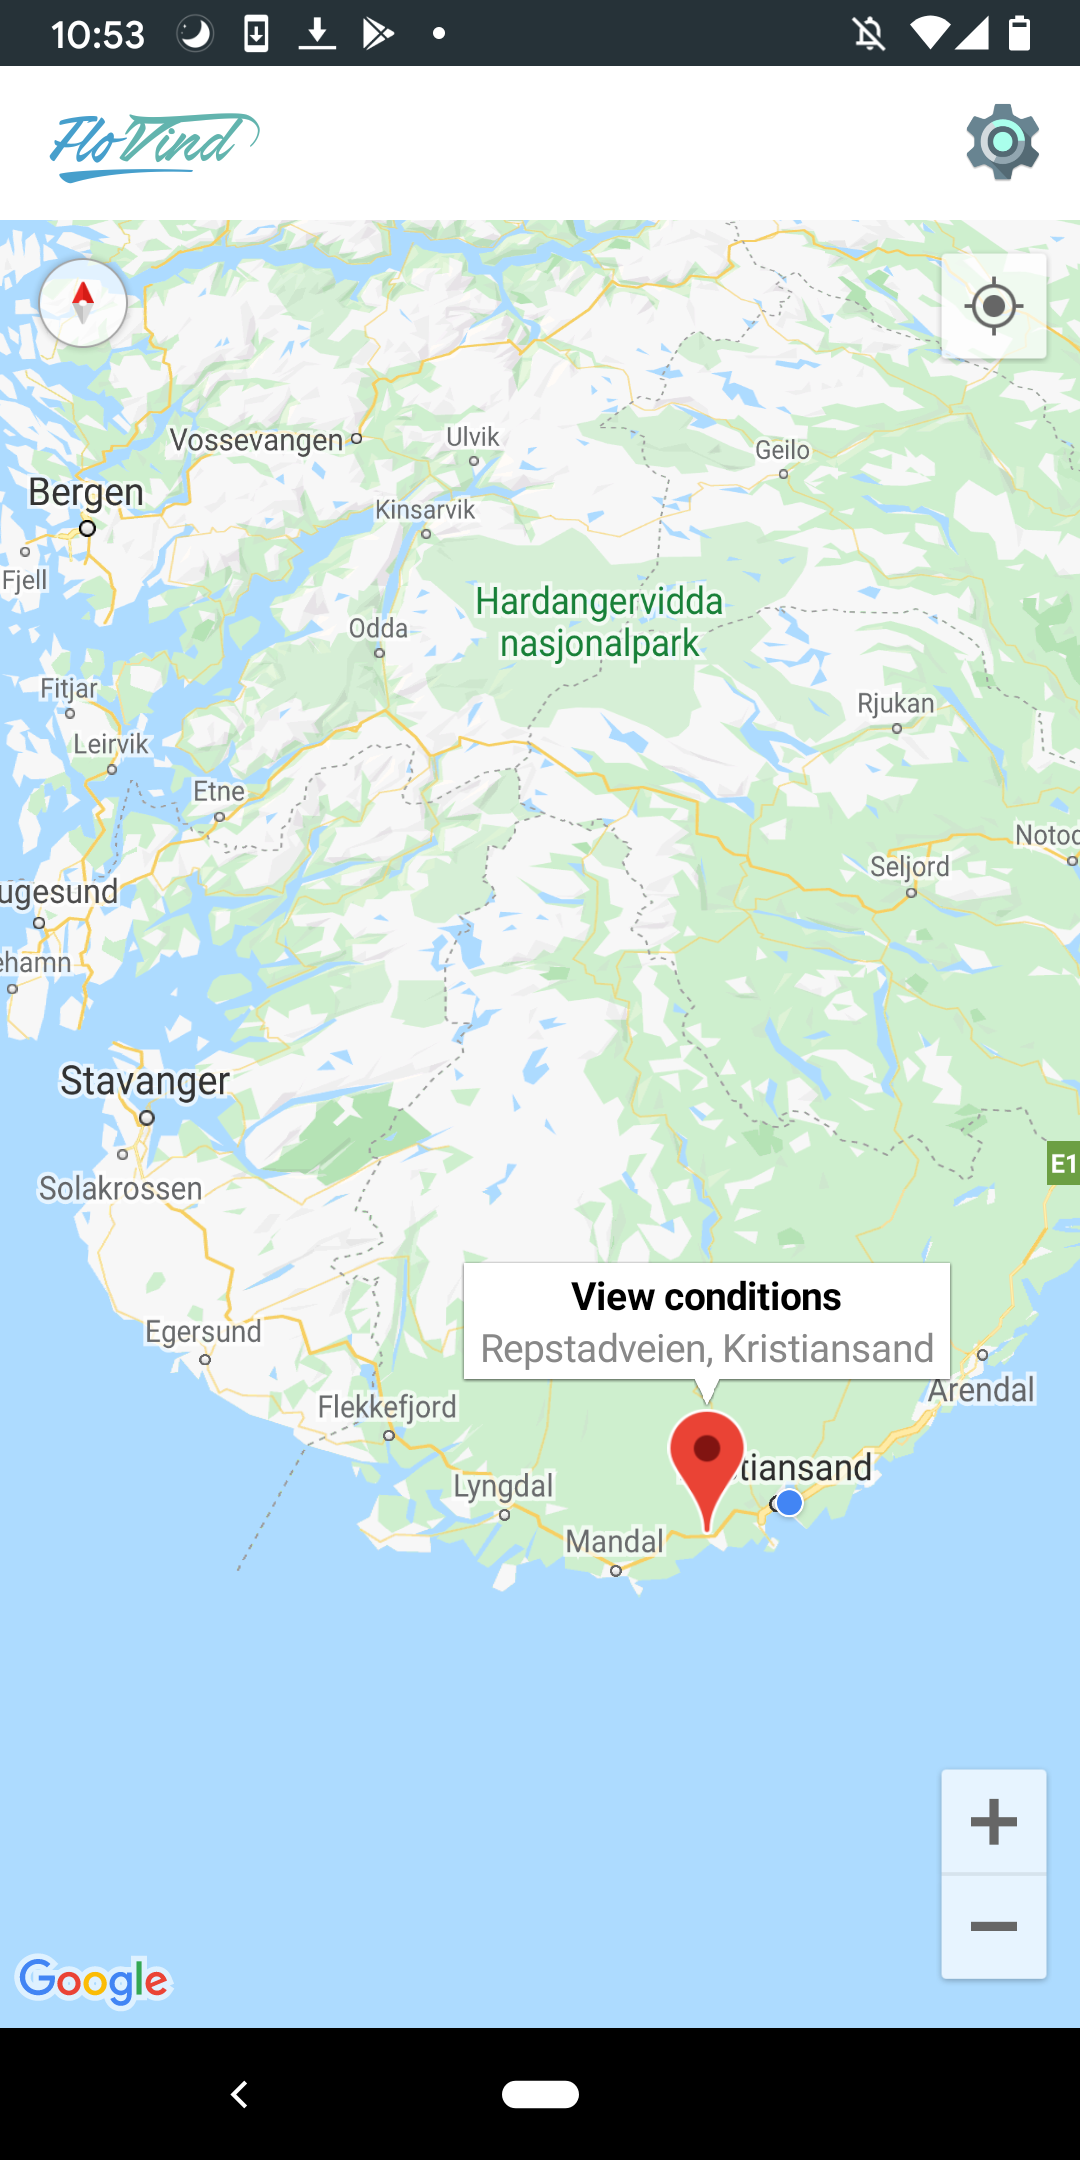 10:53
FloVind
Vossevangen
Ulvik
Geilo
Bergen
Kinsarvik
Fjell
Hardangervidda
nasjonalpark
Odda
Fitjar
Rjukan
Leirvik
Etne
Notod
Seljord
ugesund
ehamn
Stavanger
E1
Solakrossen
View conditions
Repstadveien, Kristiansand
Egersund
Arendal
Flekkefjord
tiansand
Lyngdal
Mandal
Google